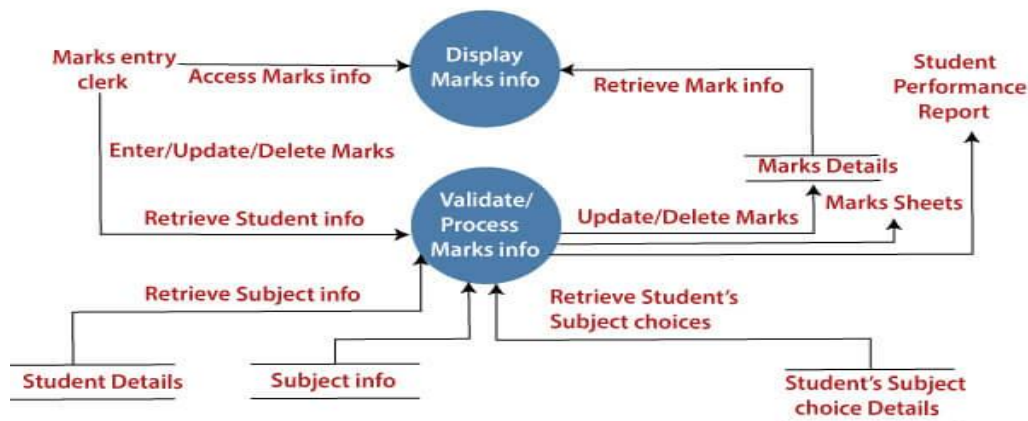 Marks entry
clerk
Access Marks info
Display
Marks info
Retrieve Mark info
Student
Performance
Report
Enter/Update/Delete Marks
Marks Details
Retrieve Student info
Validate/
Process
Marks info
Update/Delete Marks
Marks Sheets
Retrieve Subject info
Retrieve Student's
Subject choices
Student Details
Subject info
Student's Subject
choice Details